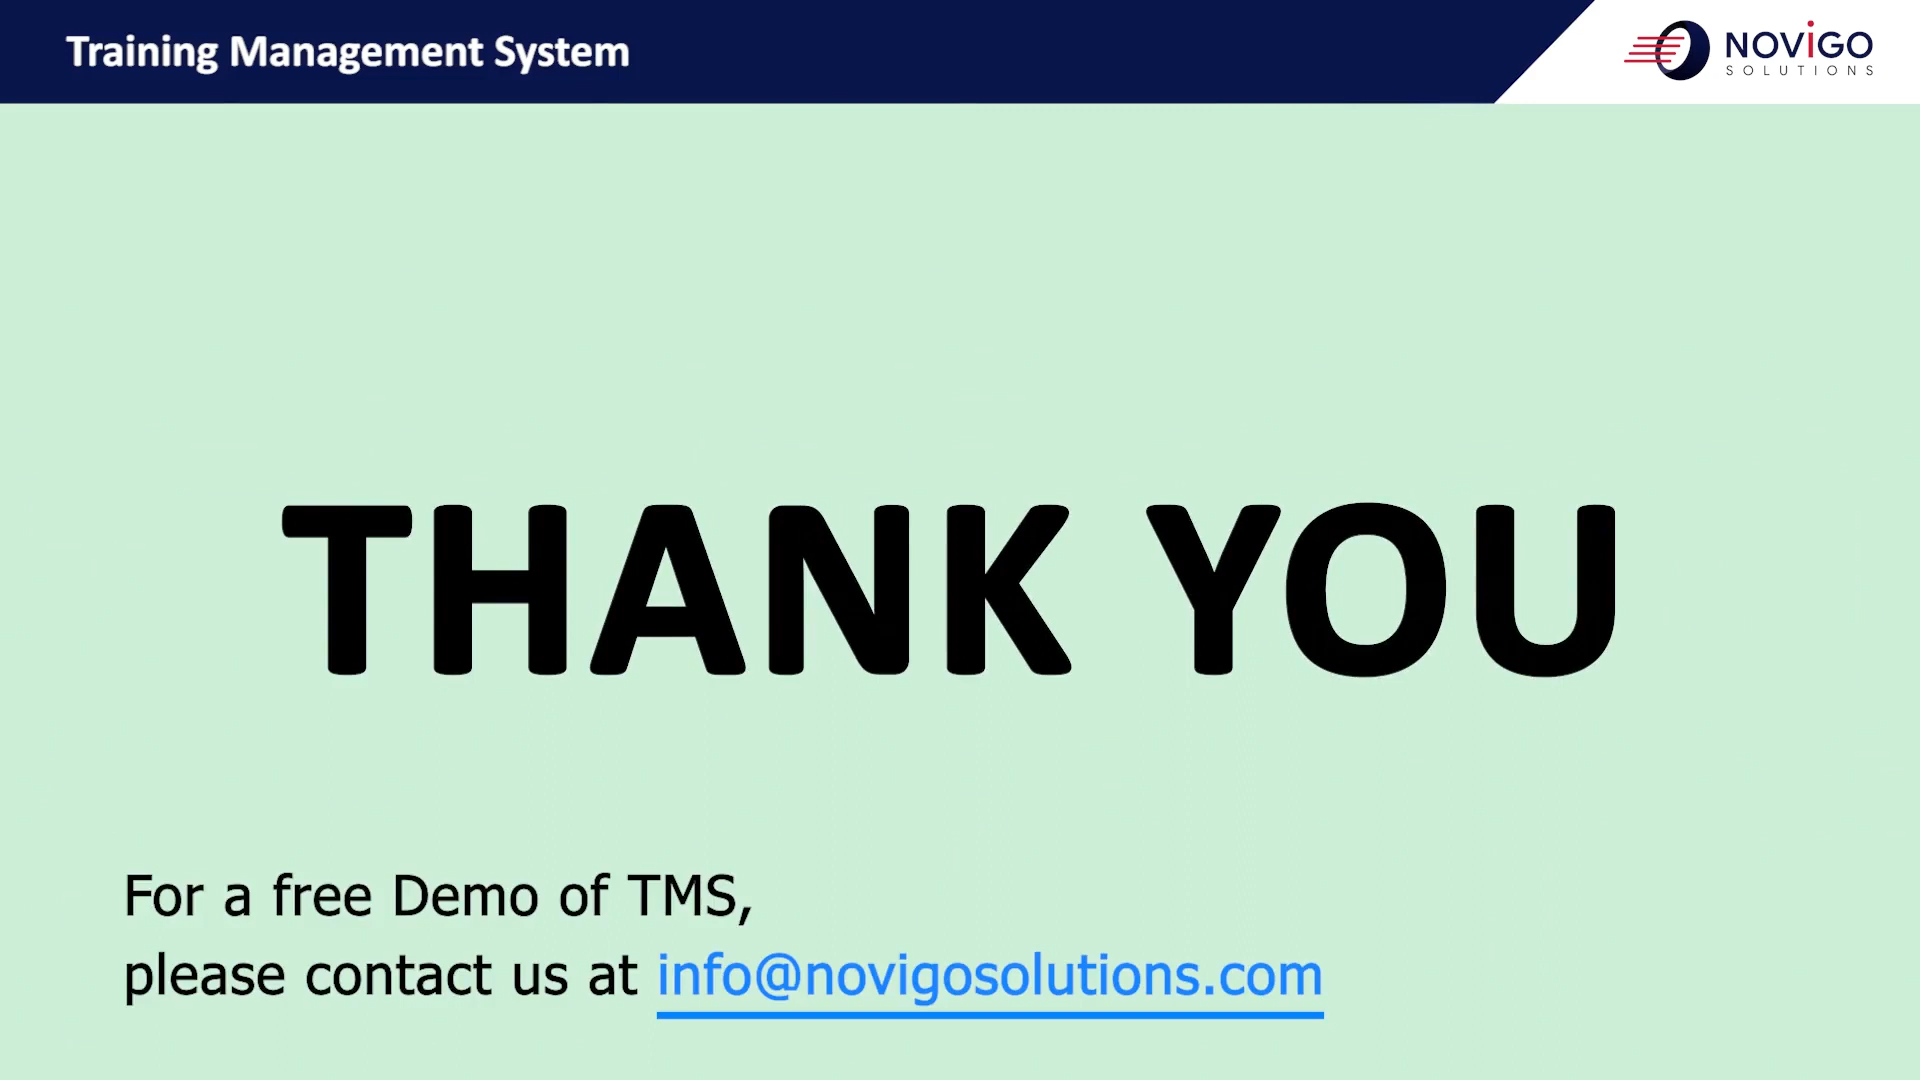 Training Management System
NOVIGO
SOLUTIONS
THANK YOU
For a free Demo of TMS,
please contact us at info@novigosolutions.com